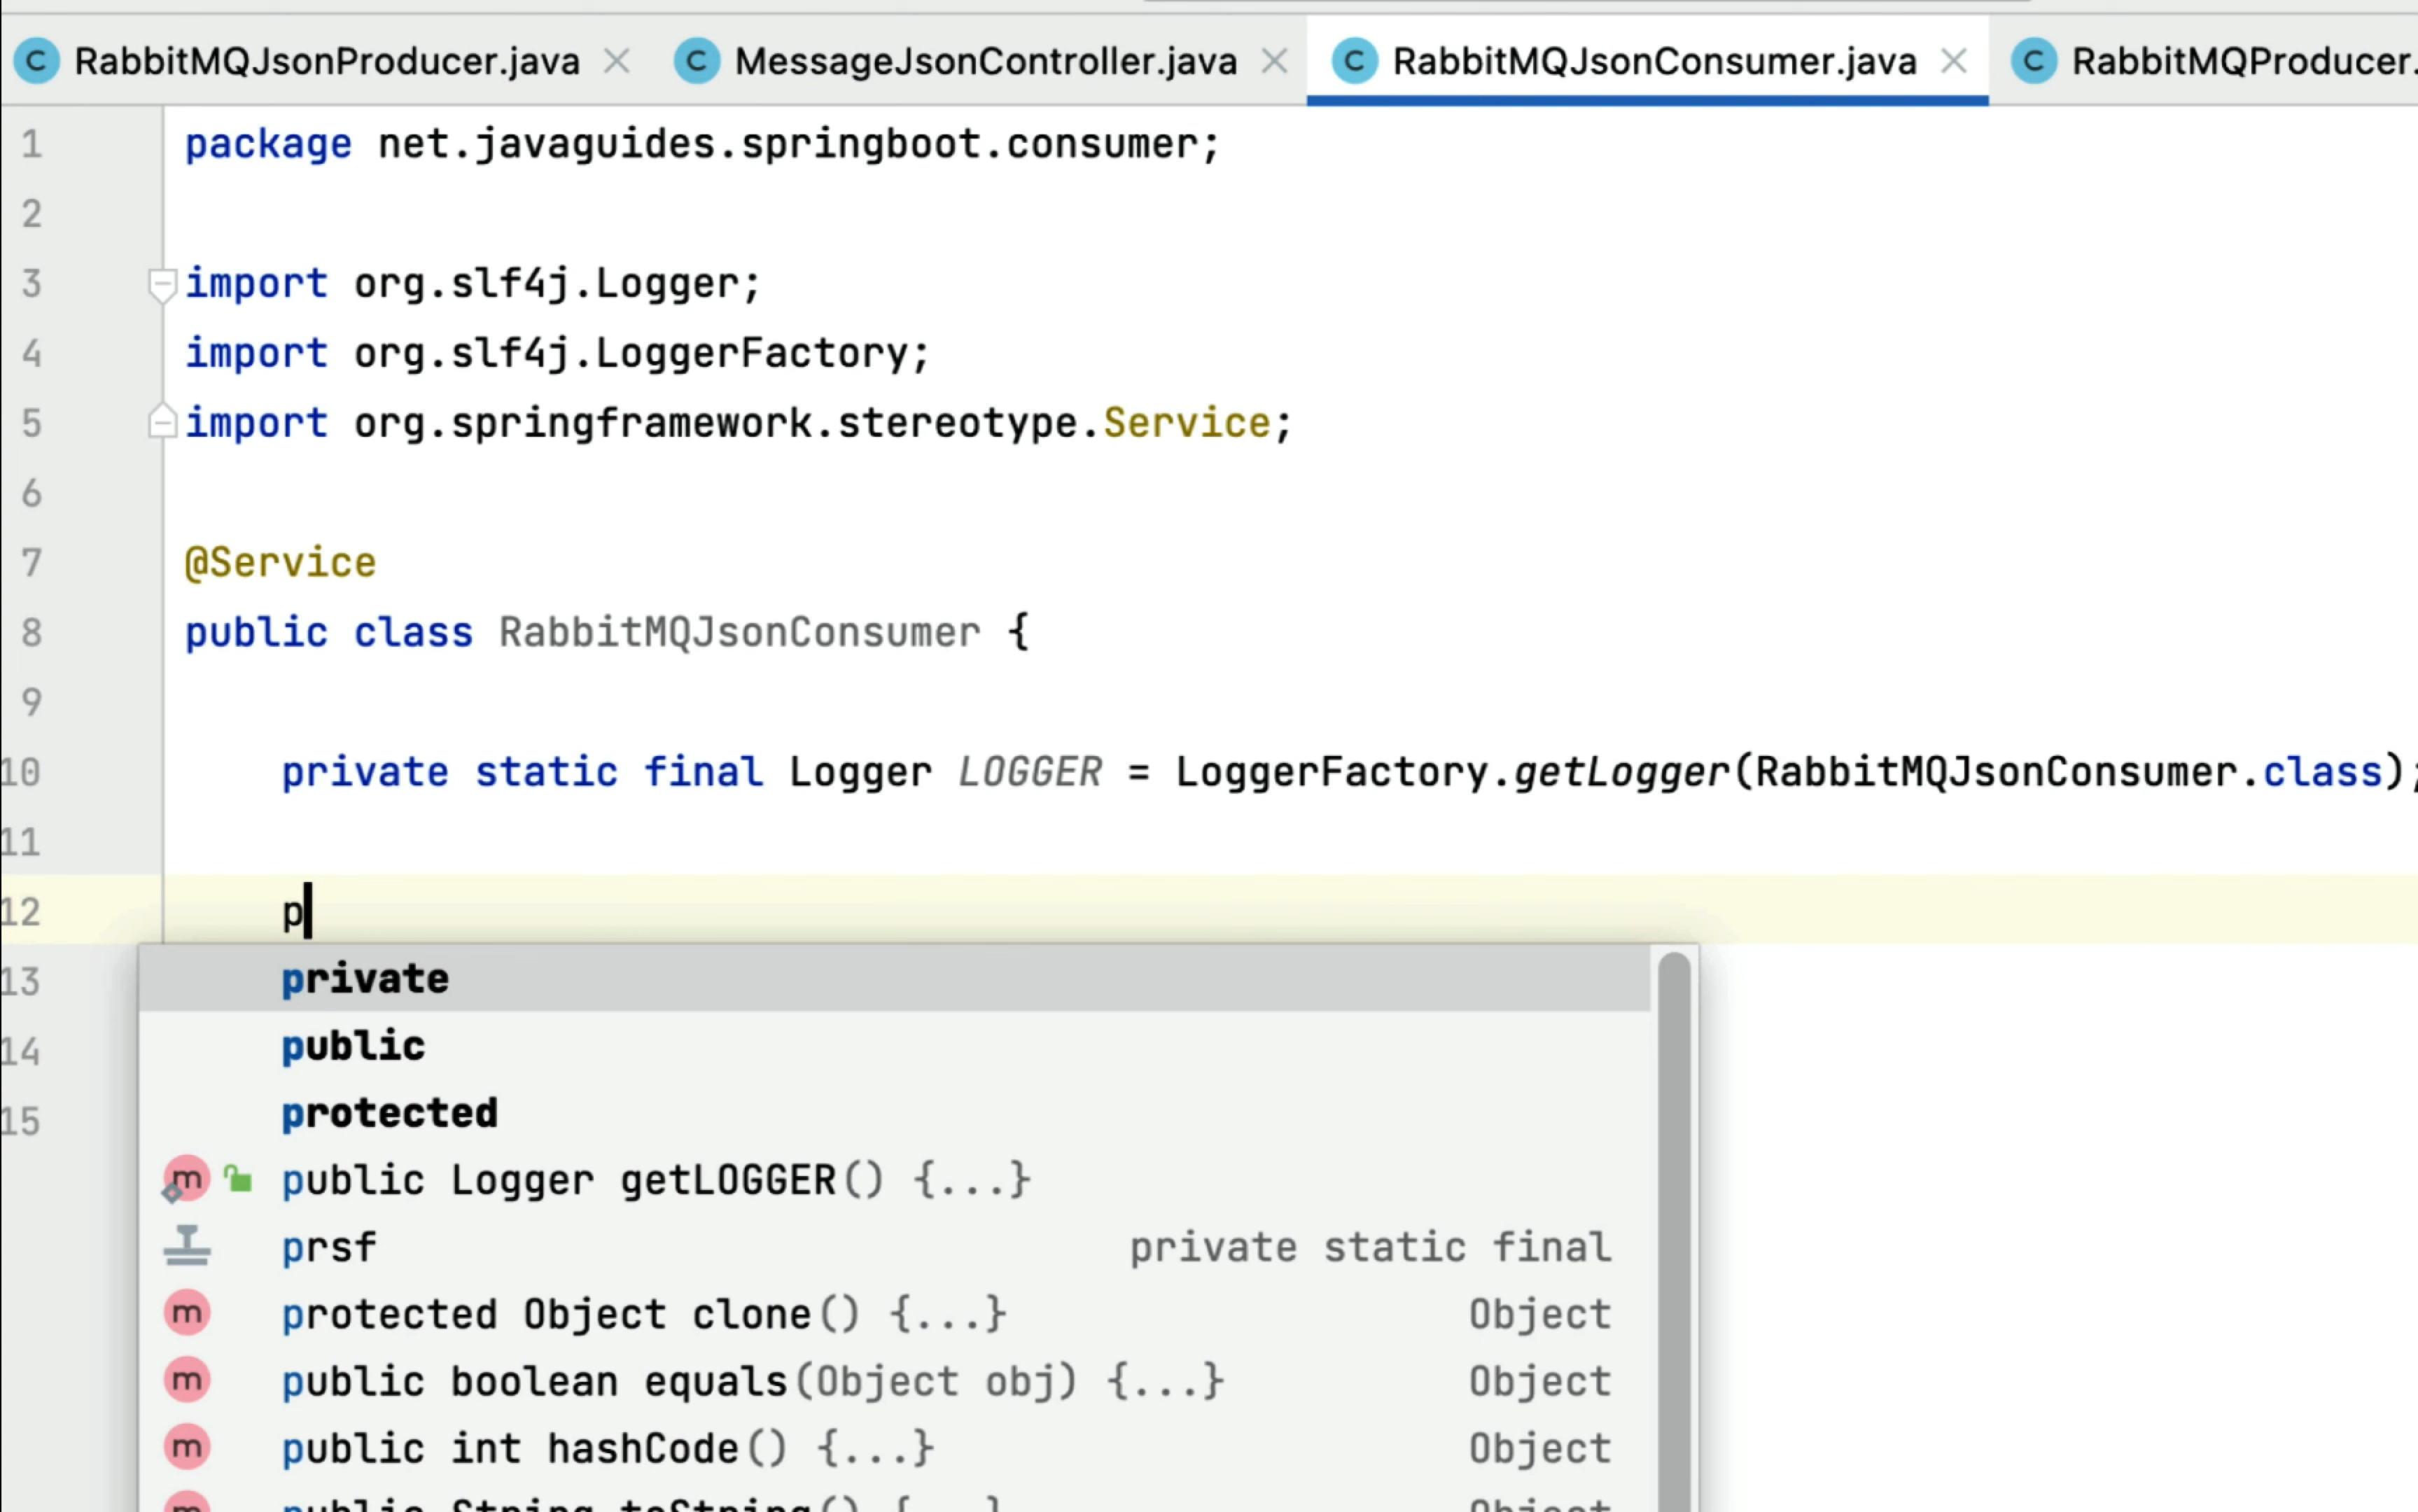 RabbitMQJsonProducer.java MessageJsonController.java RabbitMQJsonConsumer.java RabbitMQProducer.
1 package net.javaguides.springboot.consumer;
2
3 import org.slf4j.Logger;
4 import org.slf4j.LoggerFactory;
5 import org.springframework.stereotype.Service;
6
7 @Service
8 public class RabbitMQJsonConsumer {
9
10 private static final Logger LOGGER = LoggerFactory.getLogger(RabbitMQJsonConsumer.class);
11
12 p
13 private
14 public
15 protected
public Logger getLOGGER() {...}
prsf private static final
protected Object clone() {...} Object
public boolean equals(Object obj) {...} Object
public int hashCode() {...} Object
public String toString() {...} Object